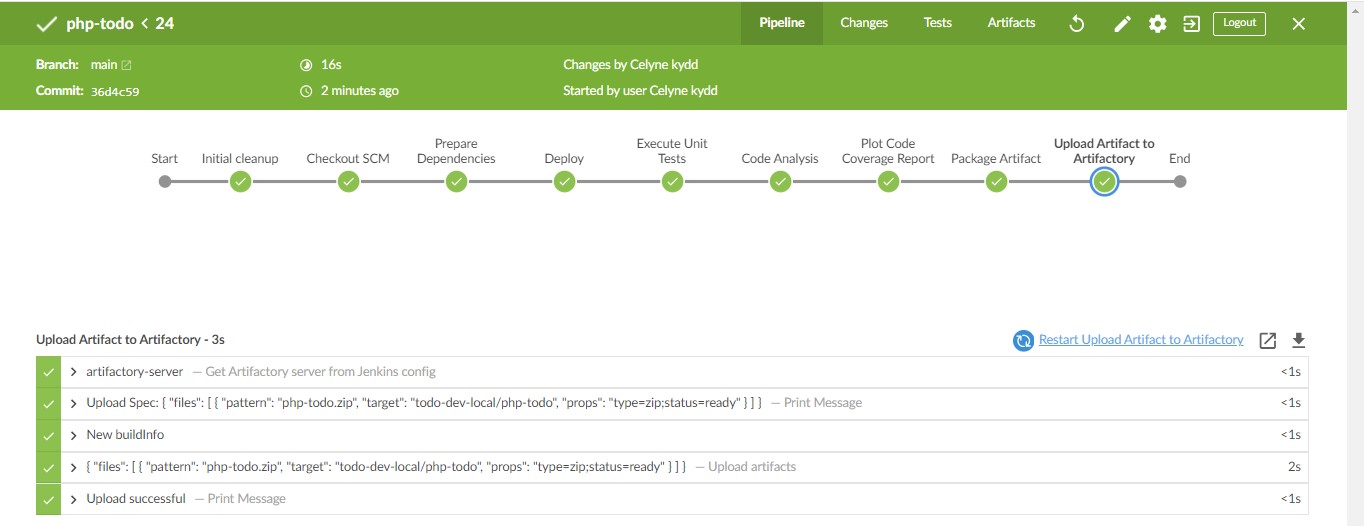 php-todo < 24
Pipeline Changes Tests Artifacts Logout
Branch: main 16s Changes by Celyne kydd
Commit: 36d4c59 2 minutes ago Started by user Celyne kydd
Start
Initial cleanup
Checkout SCM
Prepare
Dependencies
Deploy
Execute Unit
Tests
Code Analysis
Plot Code
Coverage Report
Package Artifact
Upload Artifact to
Artifactory
End
Upload Artifact to Artifactory - 3s Restart Upload Artifact to Artifactory
artifactory-server — Get Artifactory server from Jenkins config <1s
Upload Spec: { "files": [ { "pattern": "php-todo.zip", "target": "todo-dev-local/php-todo", "props": "type=zip;status=ready" } ] } — Print Message <1s
New buildInfo <1s
{ "files": [ { "pattern": "php-todo.zip", "target": "todo-dev-local/php-todo", "props": "type=zip;status=ready" } ] } — Upload artifacts 2s
Upload successful — Print Message <1s